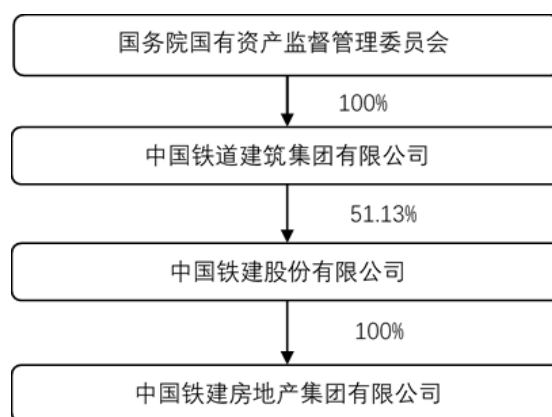 国务院国有资产监督管理委员会
100%
中国铁道建筑集团有限公司
51.13%
中国铁建股份有限公司
100%
中国铁建房地产集团有限公司